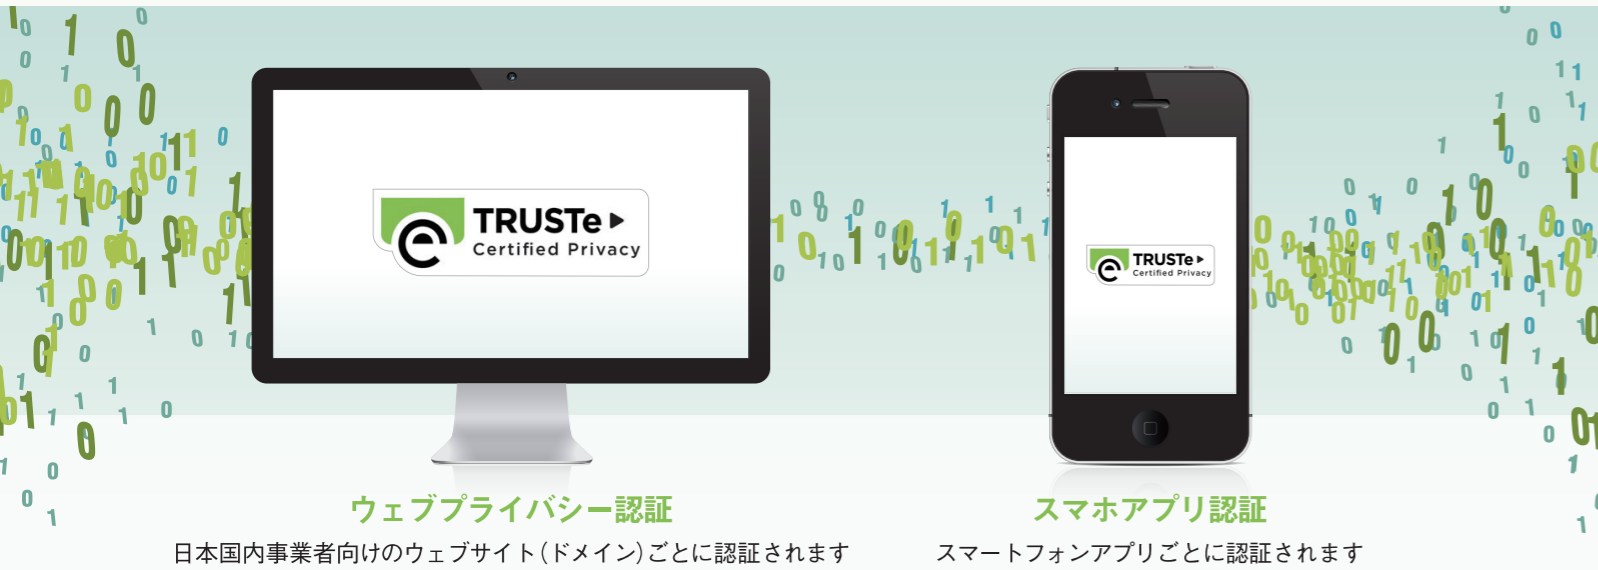 TRUSTe
Certified Privacy
TRUSTe
Certified Privacy
ウェブプライバシー認証
日本国内事業者向けのウェブサイト(ドメイン)ごとに認証されます
スマホアプリ認証
スマートフォンアプリごとに認証されます